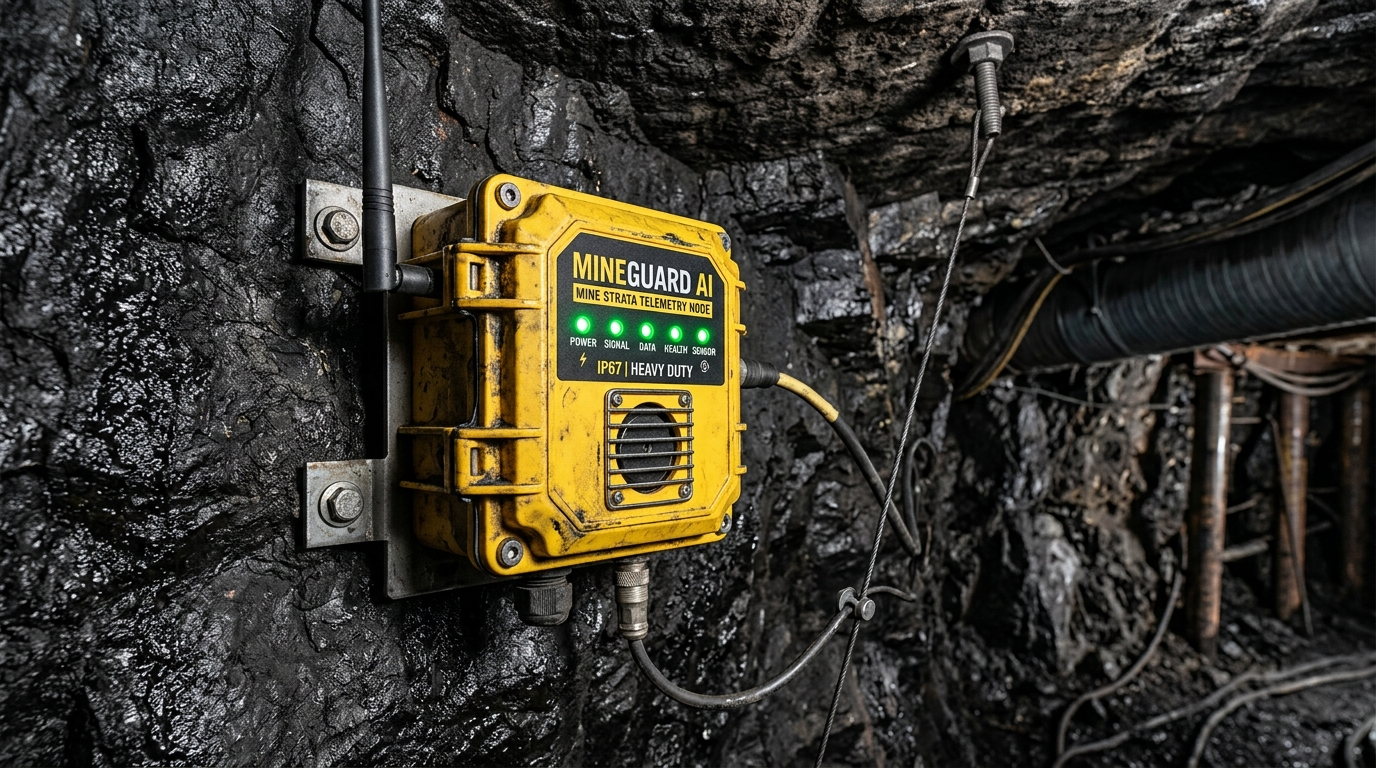 MINEGUARD AI
MINE STRATA TELEMETRY NODE
POWER SIGNAL DATA HEALTH SENSOR
IP67 | HEAVY DUTY